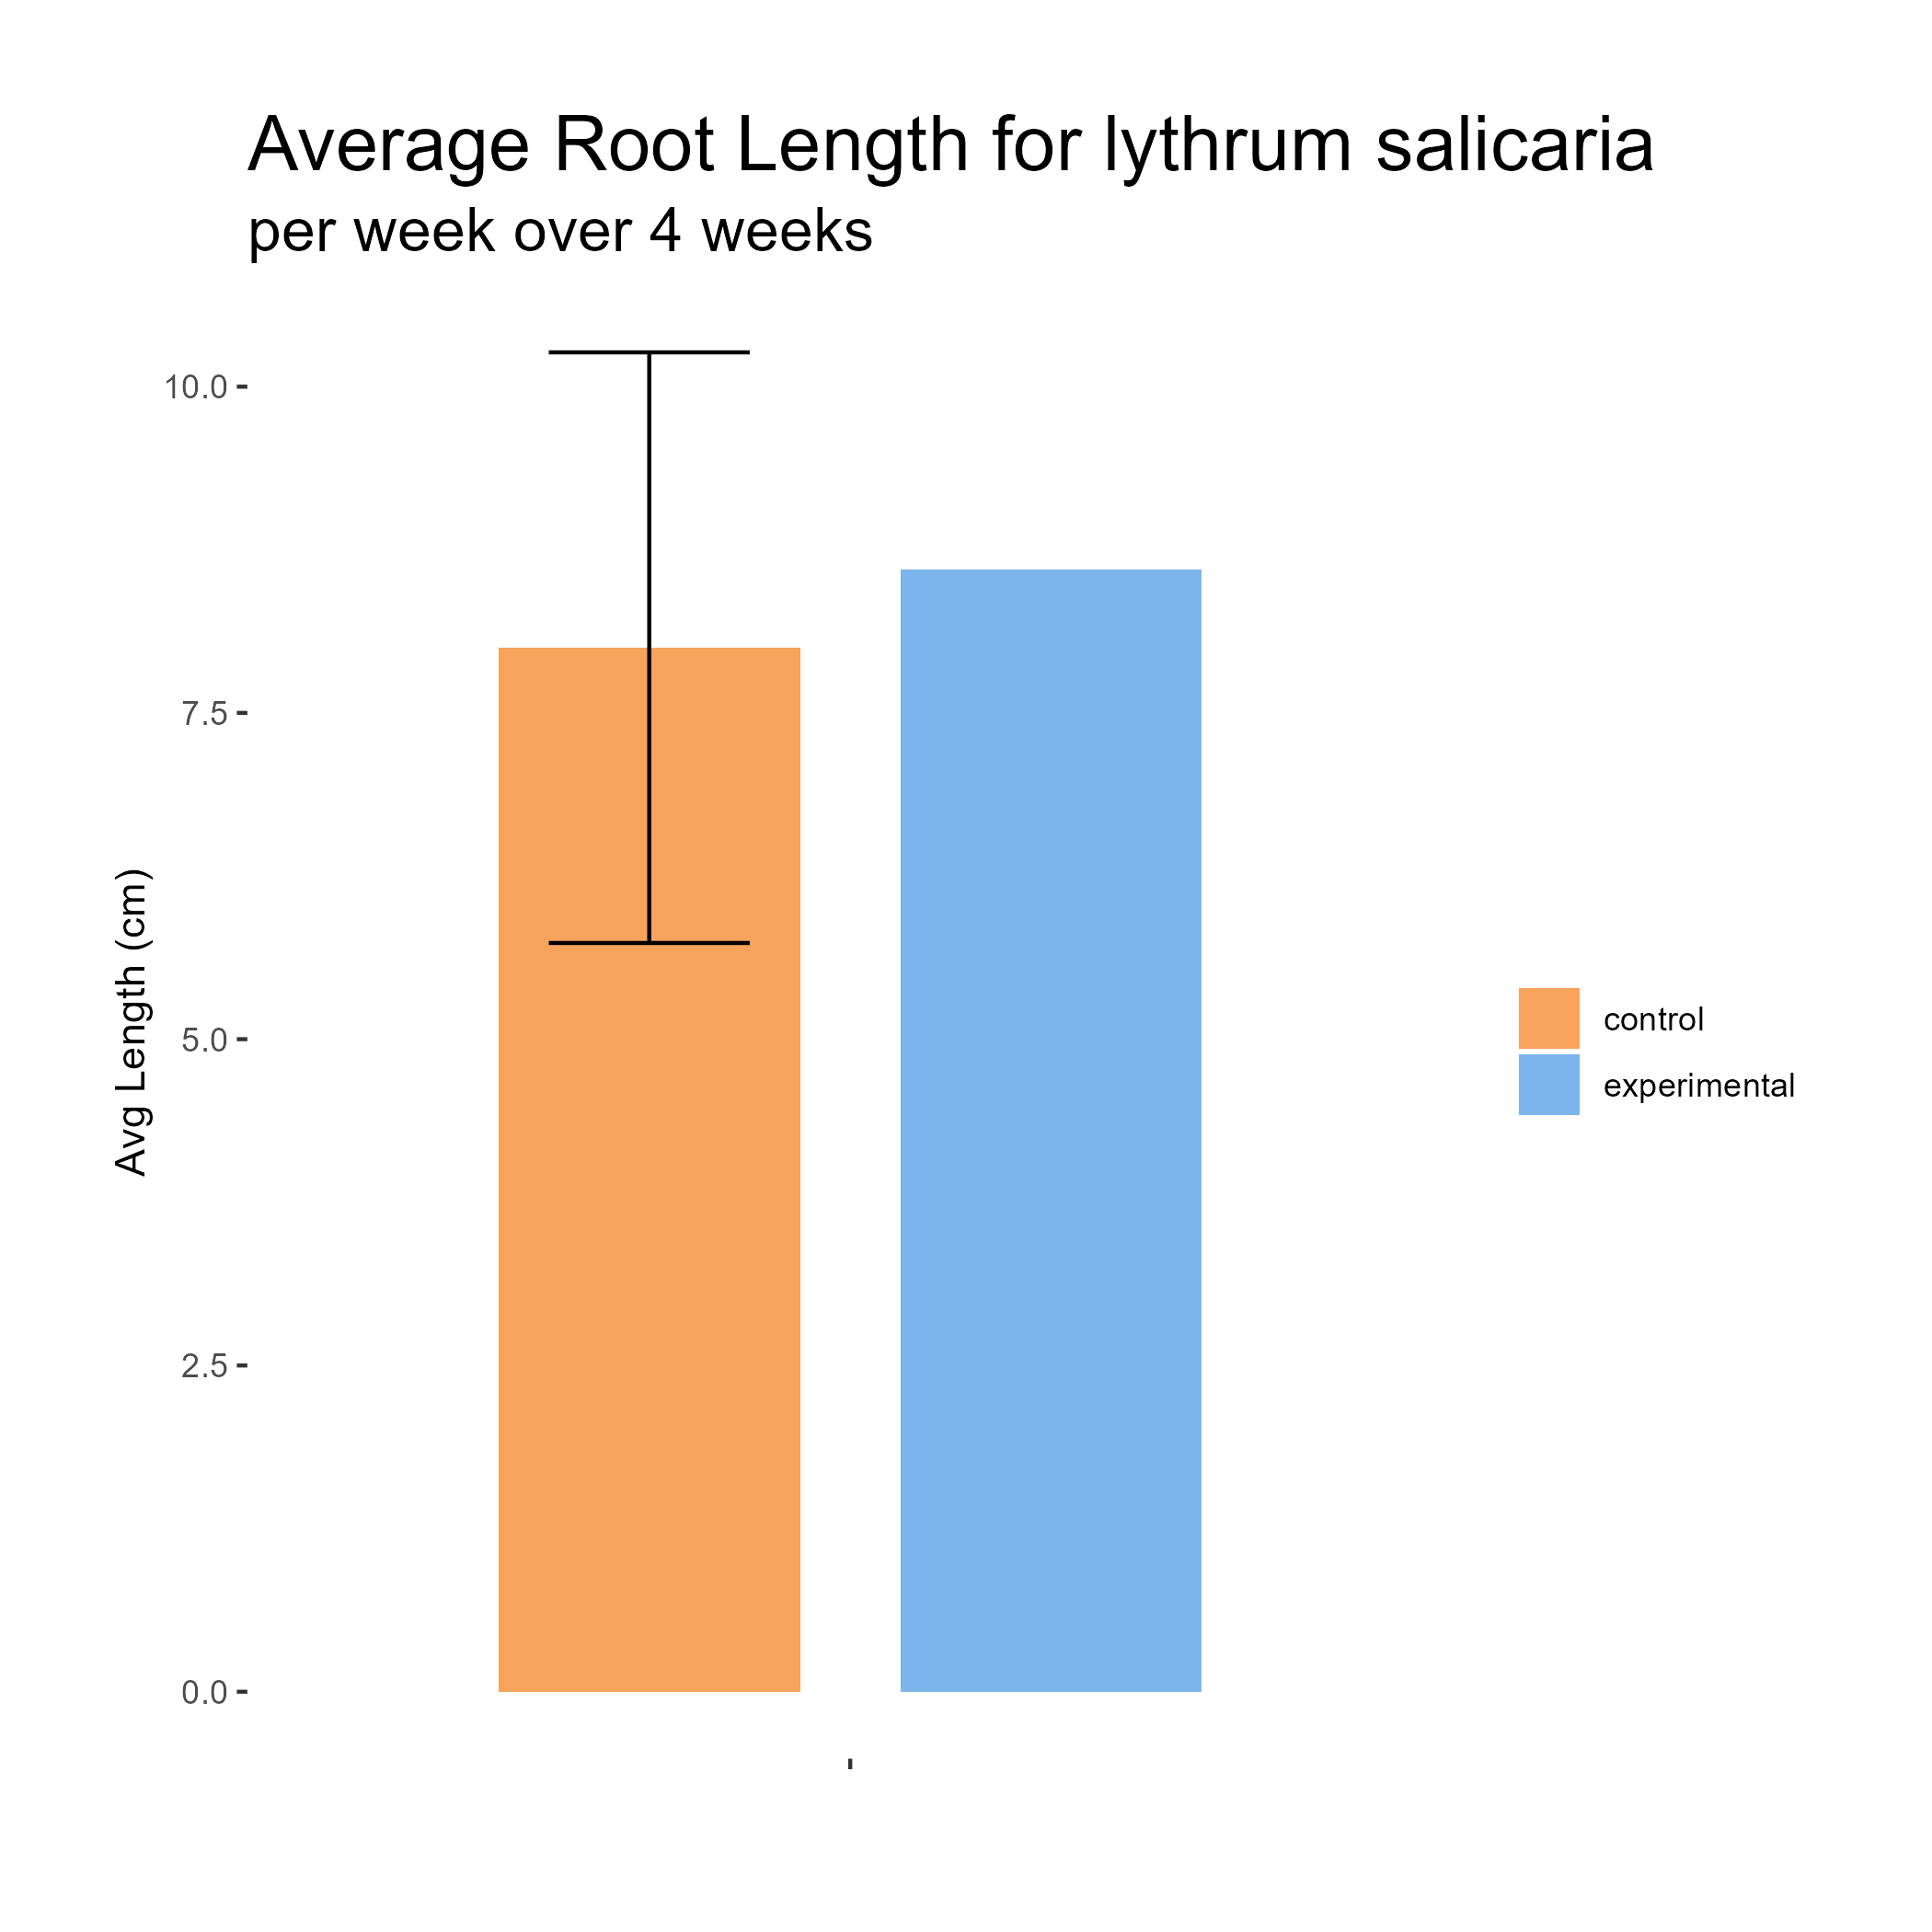 Average Root Length for lythrum salicaria
per week over 4 weeks
10.0
7.5
5.0
2.5
0.0
Avg Length (cm)
control
experimental